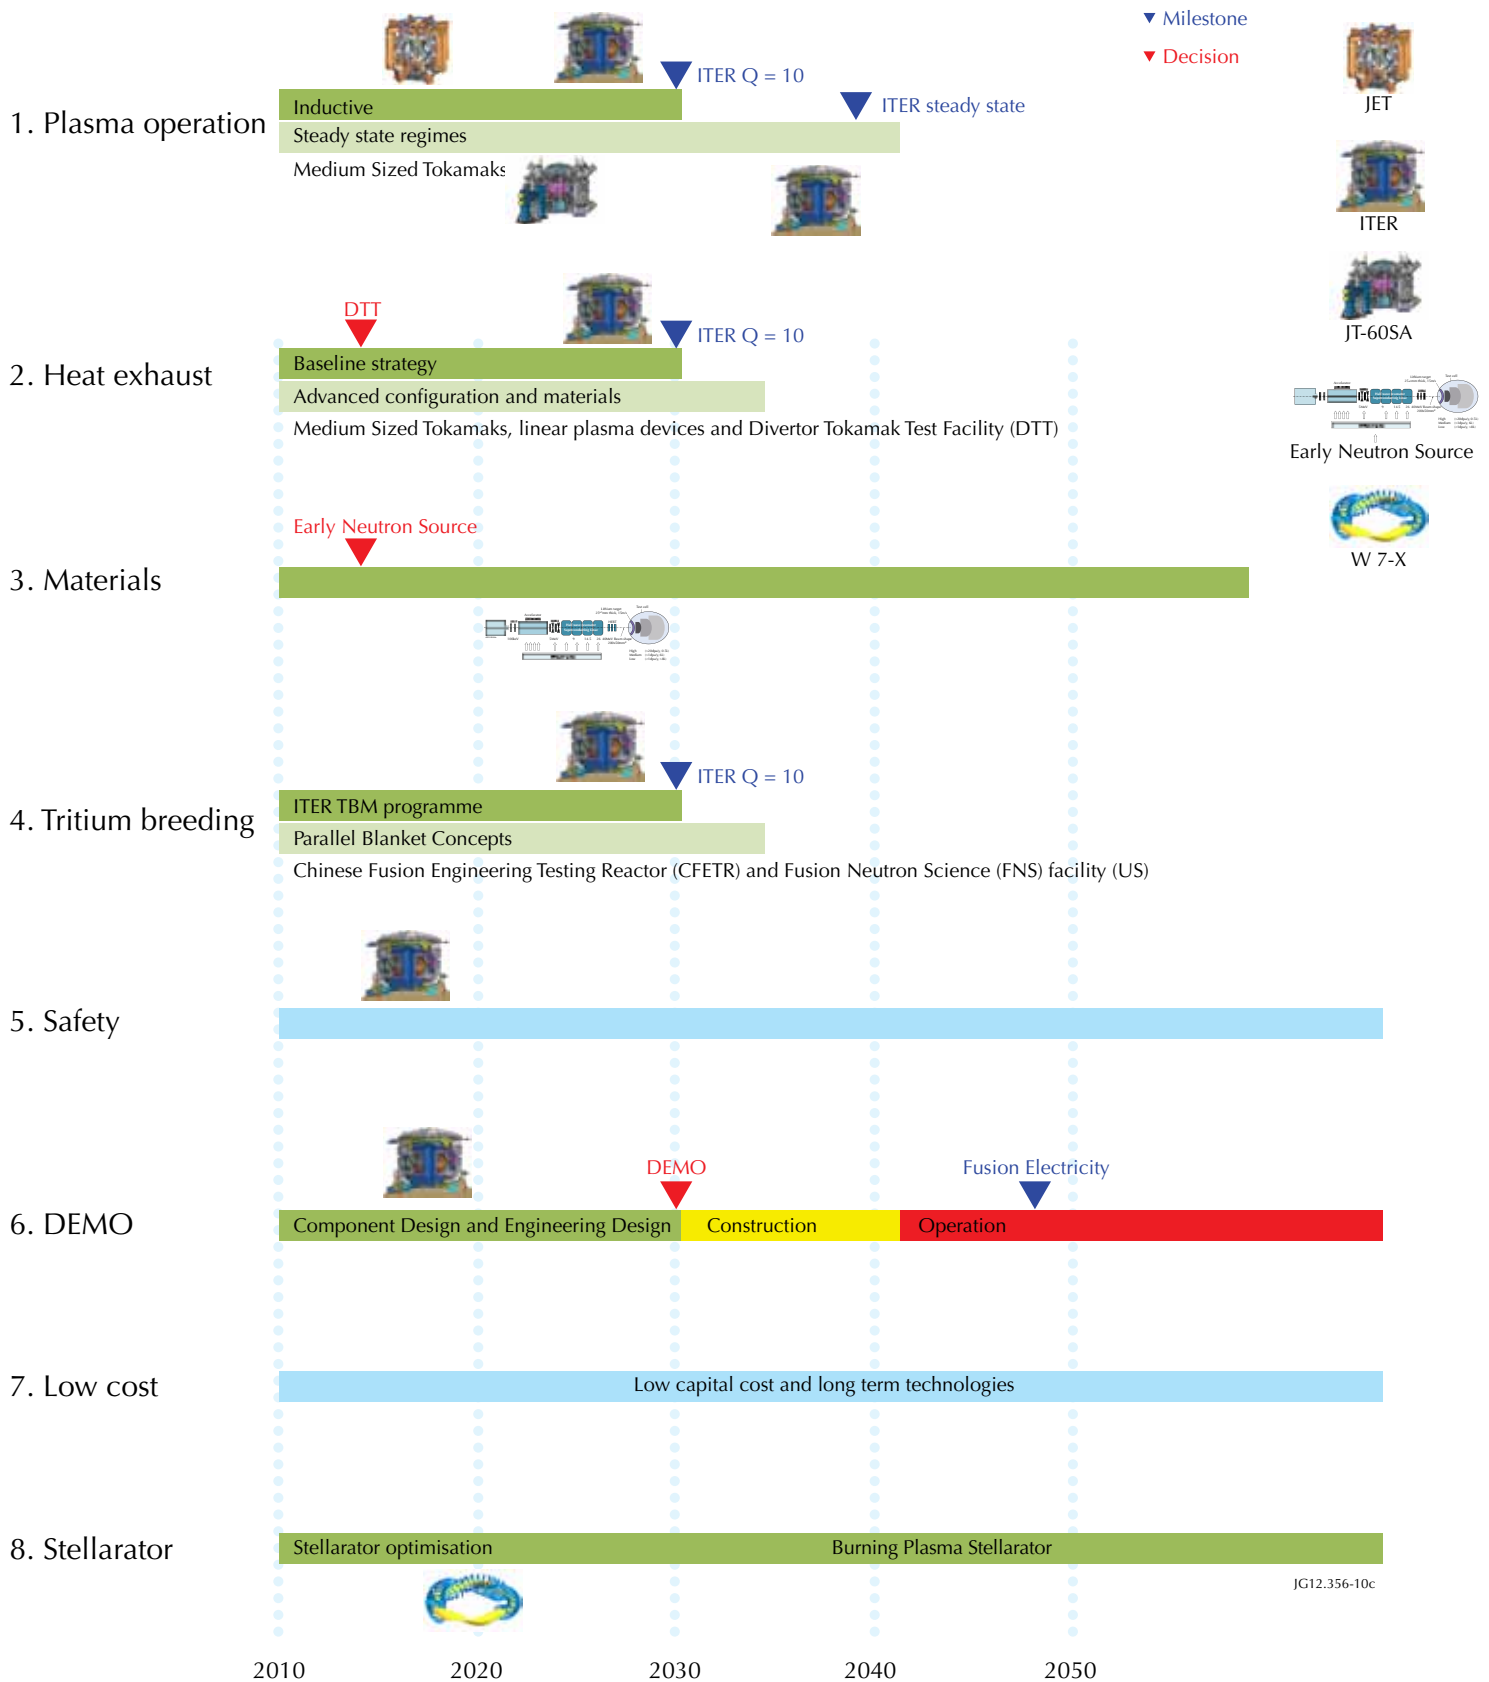 Milestone
Decision
JET
ITER
JT-60SA
Early Neutron Source
W 7-X
ITER Q = 10
1. Plasma operation
Inductive
ITER steady state
Steady state regimes
Medium Sized Tokamaks
DTT
ITER Q = 10
2. Heat exhaust
Baseline strategy
Advanced configuration and materials
Medium Sized Tokamaks, linear plasma devices and Divertor Tokamak Test Facility (DTT)
Early Neutron Source
3. Materials
ITER Q = 10
4. Tritium breeding
ITER TBM programme
Parallel Blanket Concepts
Chinese Fusion Engineering Testing Reactor (CFETR) and Fusion Neutron Science (FNS) facility (US)
5. Safety
DEMO
Fusion Electricity
6. DEMO
Component Design and Engineering Design
Construction
Operation
7. Low cost
Low capital cost and long term technologies
8. Stellarator
Stellarator optimisation
Burning Plasma Stellarator
JG12.356-10c
2010
2020
2030
2040
2050